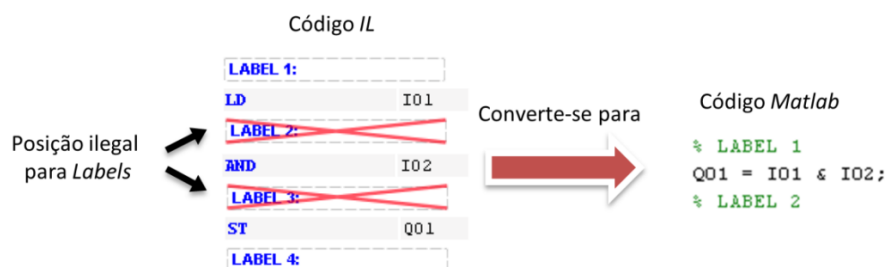 Código IL
LABEL 1:
LD I01
LABEL 2:
AND I02
LABEL 3:
ST Q01
LABEL 4:
Posição ilegal
para Labels
Converte-se para
Código Matlab
% LABEL 1
Q01 = I01 & I02;
% LABEL 2